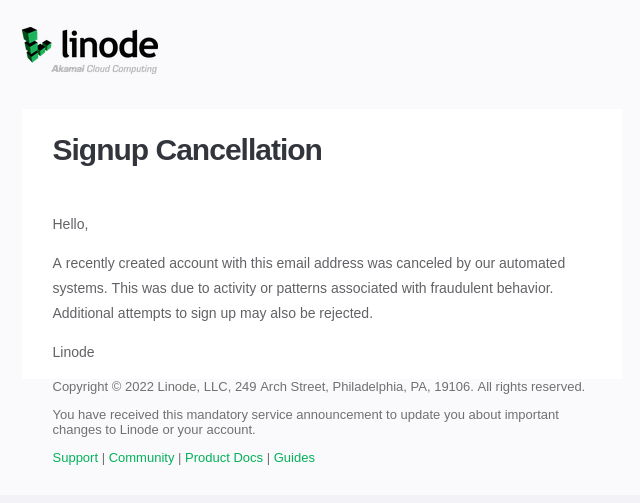 linode
Akamai Cloud Computing
Signup Cancellation
Hello,
A recently created account with this email address was canceled by our automated
systems. This was due to activity or patterns associated with fraudulent behavior.
Additional attempts to sign up may also be rejected.
Linode
Copyright © 2022 Linode, LLC, 249 Arch Street, Philadelphia, PA, 19106. All rights reserved.
You have received this mandatory service announcement to update you about important
changes to Linode or your account.
Support | Community | Product Docs | Guides